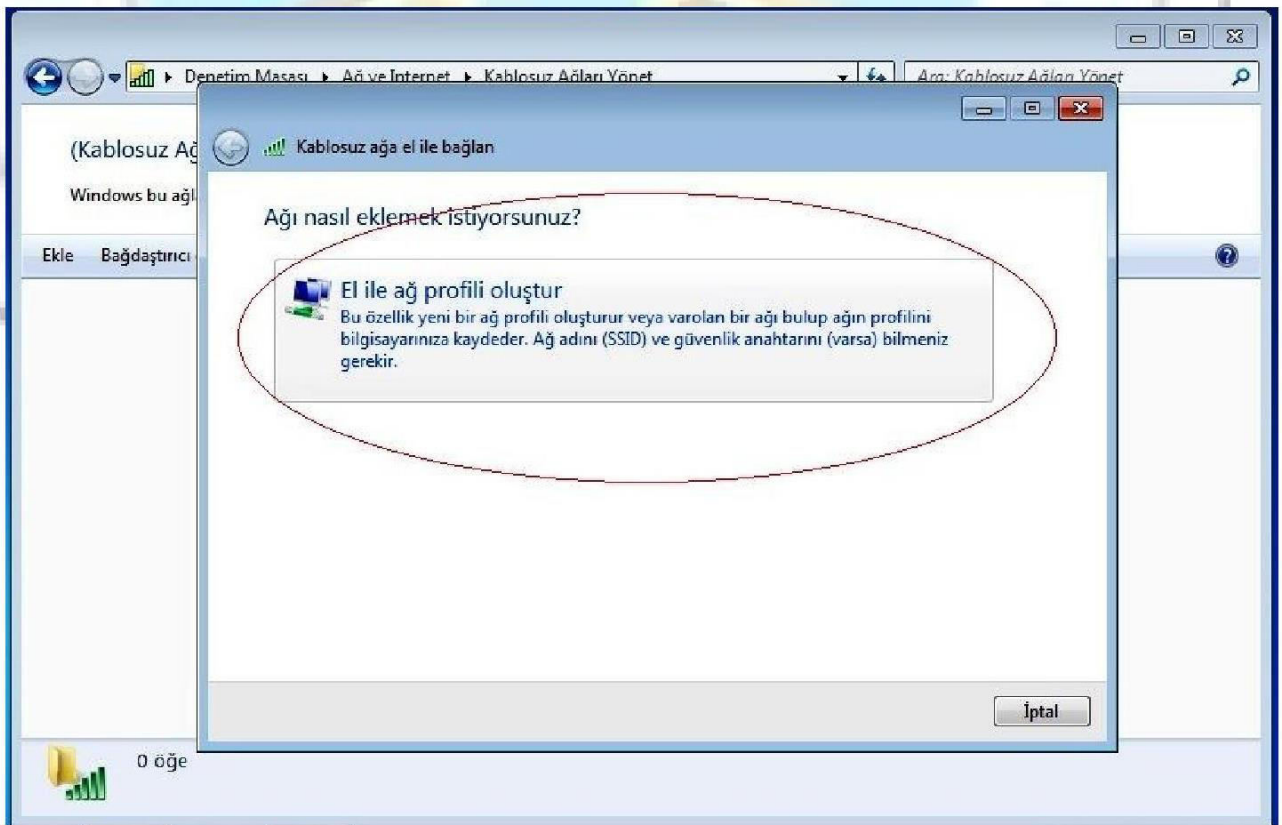 Denetim Masası ▸ Ağ ve Internet ▸ Kablosuz Ağları Yönet
Ara: Kablosuz Ağları Yönet
(Kablosuz Ağ
Windows bu ağl
Ekle Bağdaştırıcı
Kablosuz ağa el ile bağlan
Ağı nasıl eklemek istiyorsunuz?
El ile ağ profili oluştur
Bu özellik yeni bir ağ profili oluşturur veya varolan bir ağı bulup ağın profilini
bilgisayarınıza kaydeder. Ağ adını (SSID) ve güvenlik anahtarını (varsa) bilmeniz
gerekir.
İptal
0 öğe